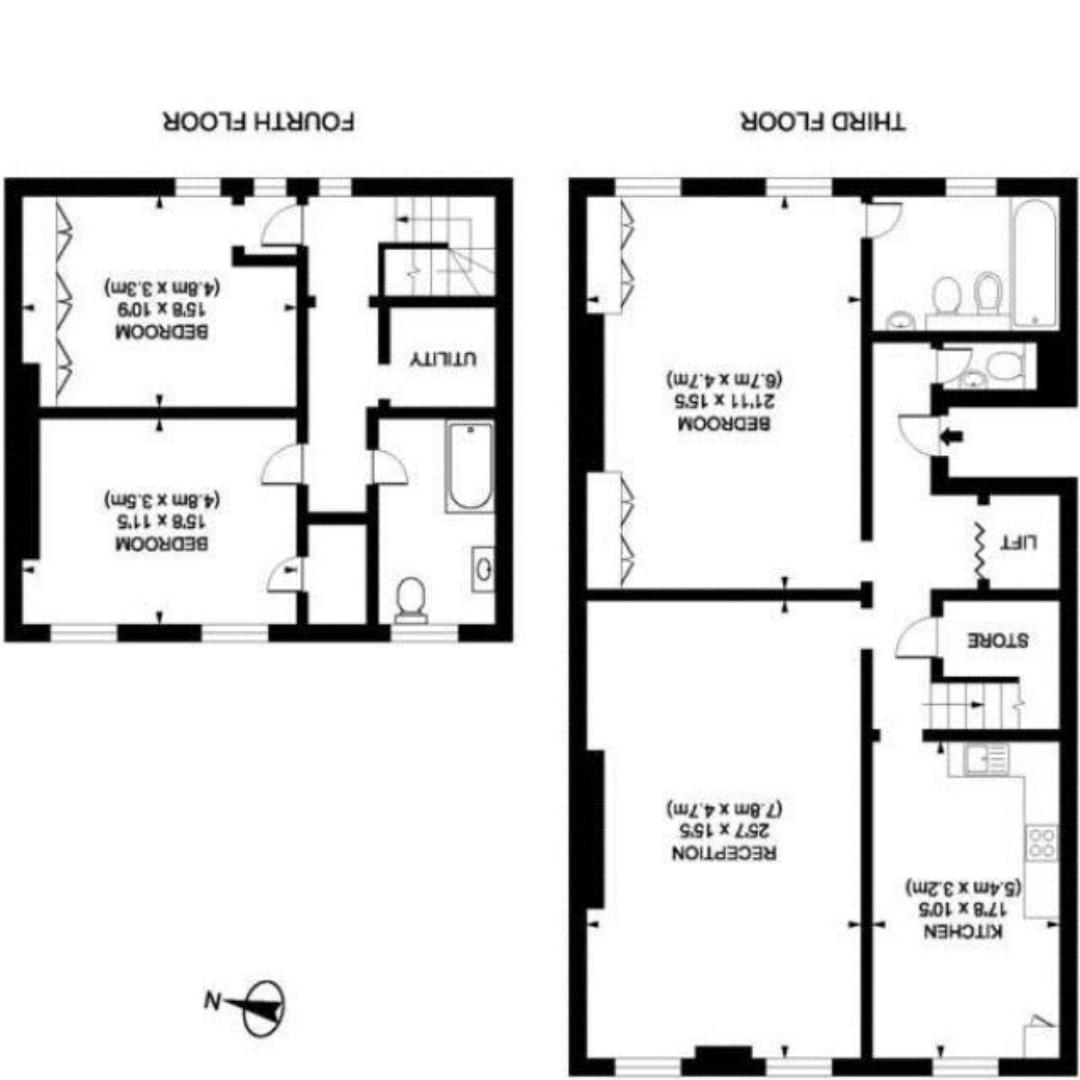 N
KITCHEN
17'8 x 10'5
(5.4m x 3.2m)
RECEPTION
25'7 x 15'5
(7.8m x 4.7m)
STORE
LIFT
BEDROOM
21'11 x 15'5
(6.7m x 4.7m)
THIRD FLOOR
BEDROOM
15'8 x 11'5
(4.8m x 3.5m)
UTILITY
BEDROOM
15'8 x 10'9
(4.8m x 3.3m)
FOURTH FLOOR